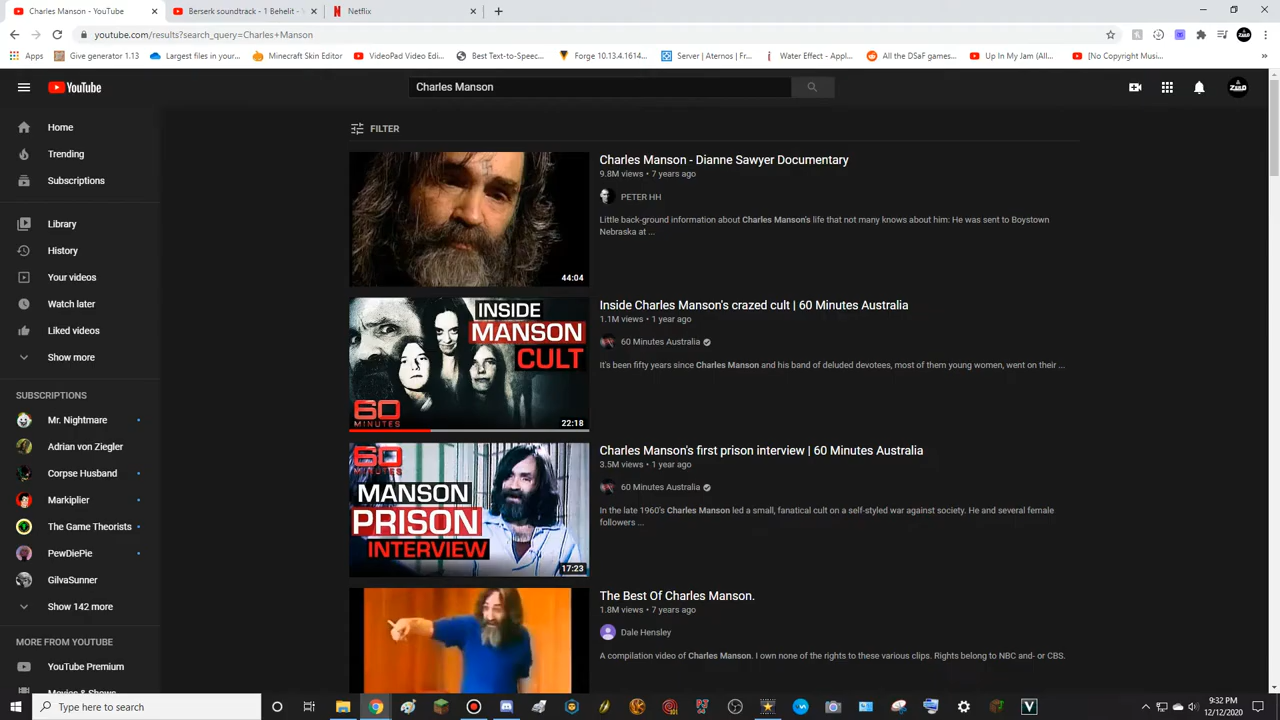 Charles Manson - YouTube
Berserk soundtrack - 1 Behelit - Y
Netflix
youtube.com/results?search_query=Charles+Manson
Apps
Give generator 1.13
Largest files in your...
Minecraft Skin Editor
VideoPad Video Edi...
Best Text-to-Speec...
Forge 10.13.4.1614...
Server | Aternos | Fr...
Water Effect - Appl...
All the DSaF games...
Up In My Jam (All...
[No Copyright Musi...
YouTube
Charles Manson
Home
Trending
Subscriptions
Library
History
Your videos
Watch later
Liked videos
Show more
SUBSCRIPTIONS
Mr. Nightmare
Adrian von Ziegler
Corpse Husband
Markiplier
The Game Theorists
PewDiePie
GilvaSunner
Show 142 more
MORE FROM YOUTUBE
YouTube Premium
Movies & Shows
FILTER
44:04
Charles Manson - Dianne Sawyer Documentary
9.8M views • 7 years ago
PETER HH
Little back-ground information about Charles Manson's life that not many knows about him: He was sent to Boystown
Nebraska at ...
INSIDE
MANSON
CULT
60
MINUTES
22:18
Inside Charles Manson's crazed cult | 60 Minutes Australia
1.1M views • 1 year ago
60 Minutes Australia
It's been fifty years since Charles Manson and his band of deluded devotees, most of them young women, went on their ...
60
MINUTES
MANSON
PRISON
INTERVIEW
17:23
Charles Manson's first prison interview | 60 Minutes Australia
3.5M views • 1 year ago
60 Minutes Australia
In the late 1960's Charles Manson led a small, fanatical cult on a self-styled war against society. He and several female
followers ...
The Best Of Charles Manson.
1.8M views • 7 years ago
Dale Hensley
A compilation video of Charles Manson. I own none of the rights to these various clips. Rights belong to NBC and- or CBS.
Type here to search
9:32 PM
12/12/2020